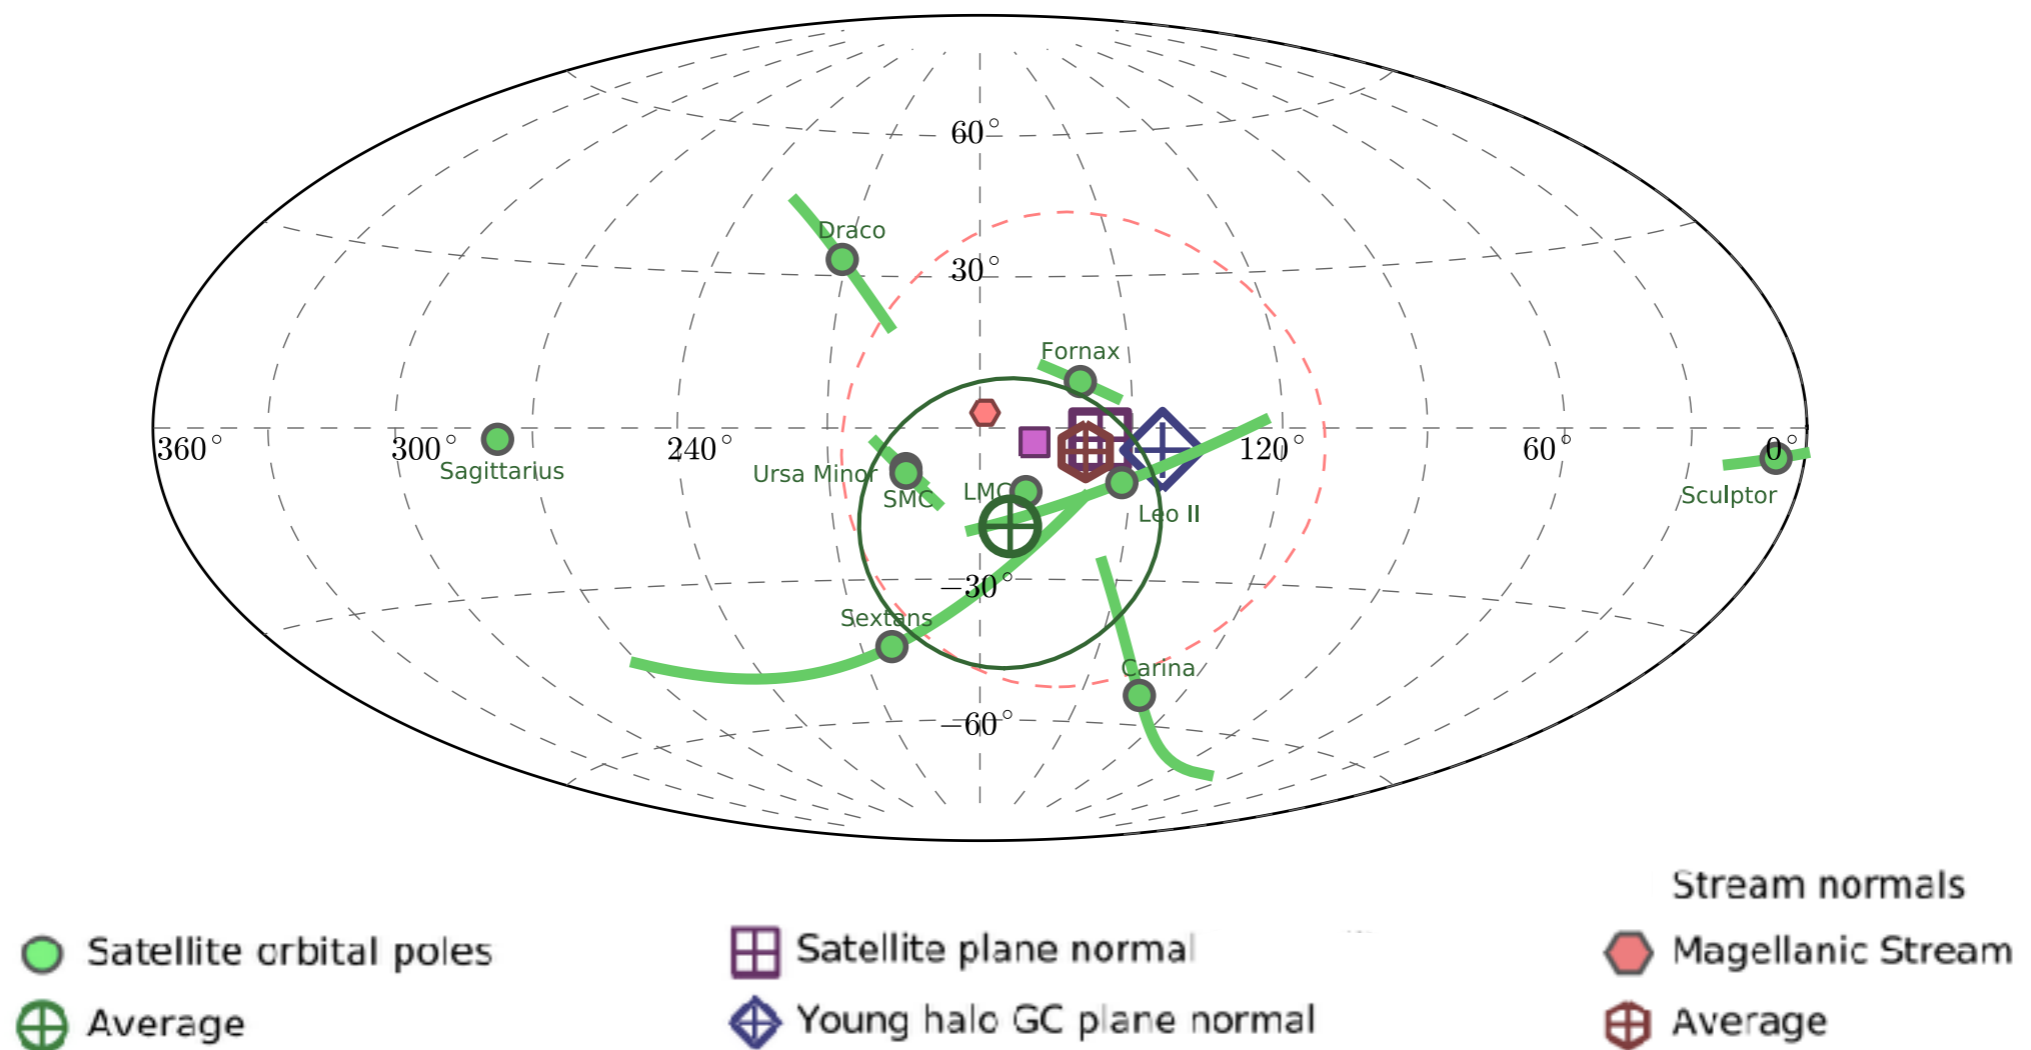 60°
Draco
30°
Fornax
360°
300°
240°
120°
60°
0°
Sagittarius
Ursa Minor
SMC
LMC
Leo II
Sculptor
−30°
Sextans
Carina
−60°
Stream normals
Satellite orbital poles
Satellite plane normal
Magellanic Stream
Average
Young halo GC plane normal
Average